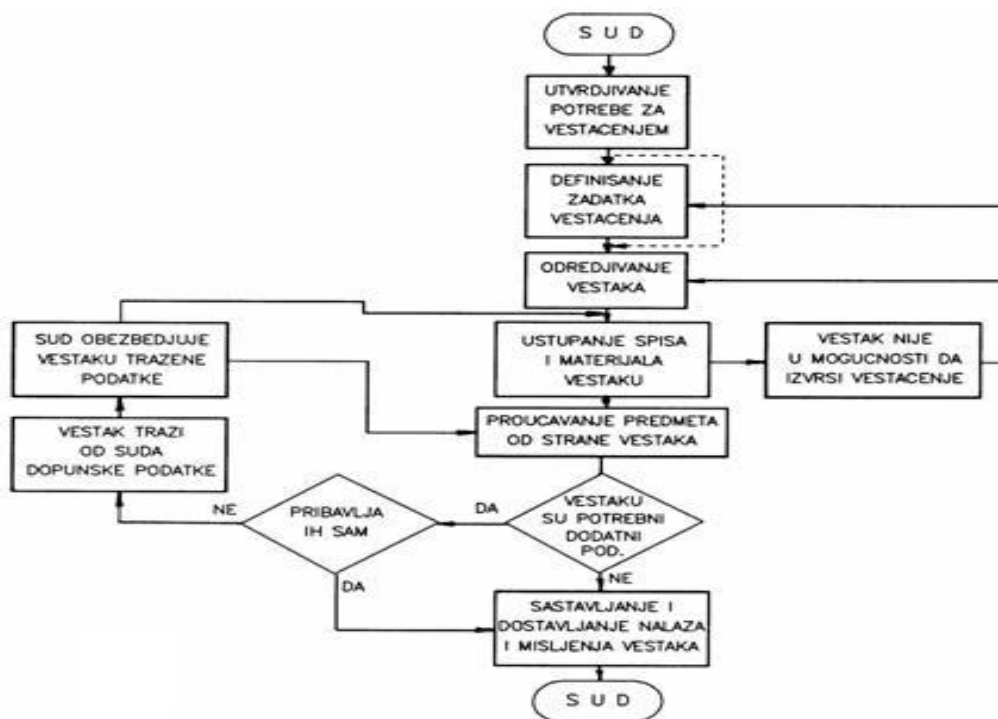 S U D
UTVRDJIVANJE
POTREBE ZA
VESTACENJEM
DEFINISANJE
ZADATKA
VESTACENJA
ODREDJIVANJE
VESTAKA
SUD OBEZBEDJUJE
VESTAKU TRAZENE
PODATKE
USTUPANJE SPISA
I MATERIJALA
VESTAKU
VESTAK NIJE
U MOGUCNOSTI DA
IZVRSI VESTACENJE
VESTAK TRAZI
OD SUDA
DOPUNSKE PODATKE
PROUCAVANJE PREDMETA
OD STRANE VESTAKA
NE
PRIBAVLJA
IH SAM
DA
VESTAKU
SU POTREBNI
DODATNI
POD.
DA
NE
SASTAVLJANJE I
DOSTAVLJANJE NALAZA
I MISLJENJA VESTAKA
S U D